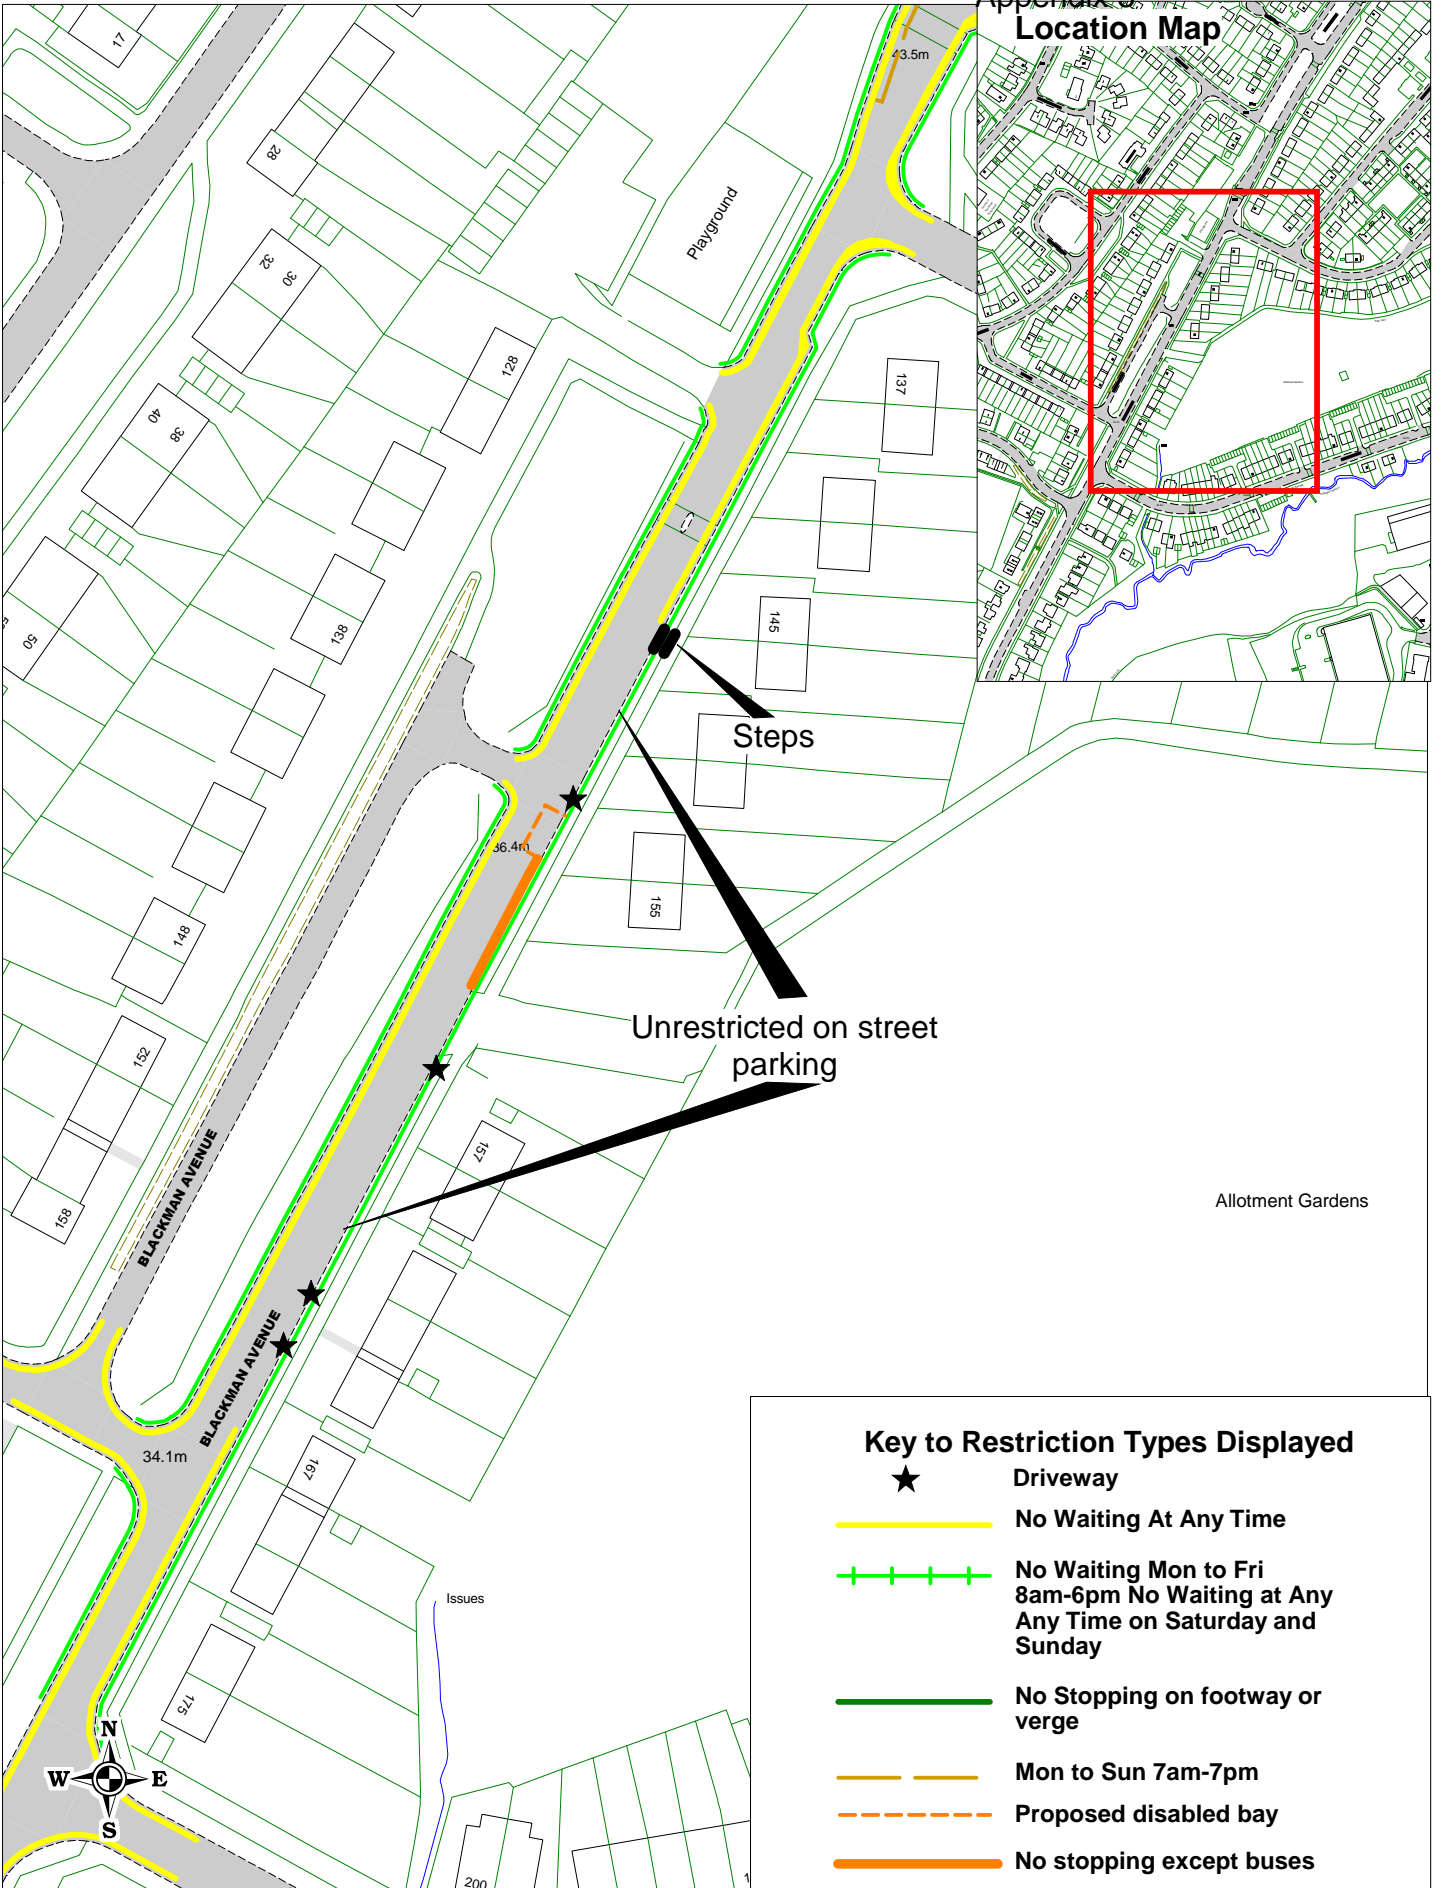 Location Map
43.5m
17
28
32
30
Playground
128
137
40
38
138
145
50
Steps
36.4m
155
148
Unrestricted on street
parking
152
157
158
BLACKMAN AVENUE
Allotment Gardens
BLACKMAN AVENUE
34.1m
167
Issues
175
N
W
E
S
200
Key to Restriction Types Displayed
Driveway
No Waiting At Any Time
No Waiting Mon to Fri
8am-6pm No Waiting at Any
Any Time on Saturday and
Sunday
No Stopping on footway or
verge
Mon to Sun 7am-7pm
Proposed disabled bay
No stopping except buses